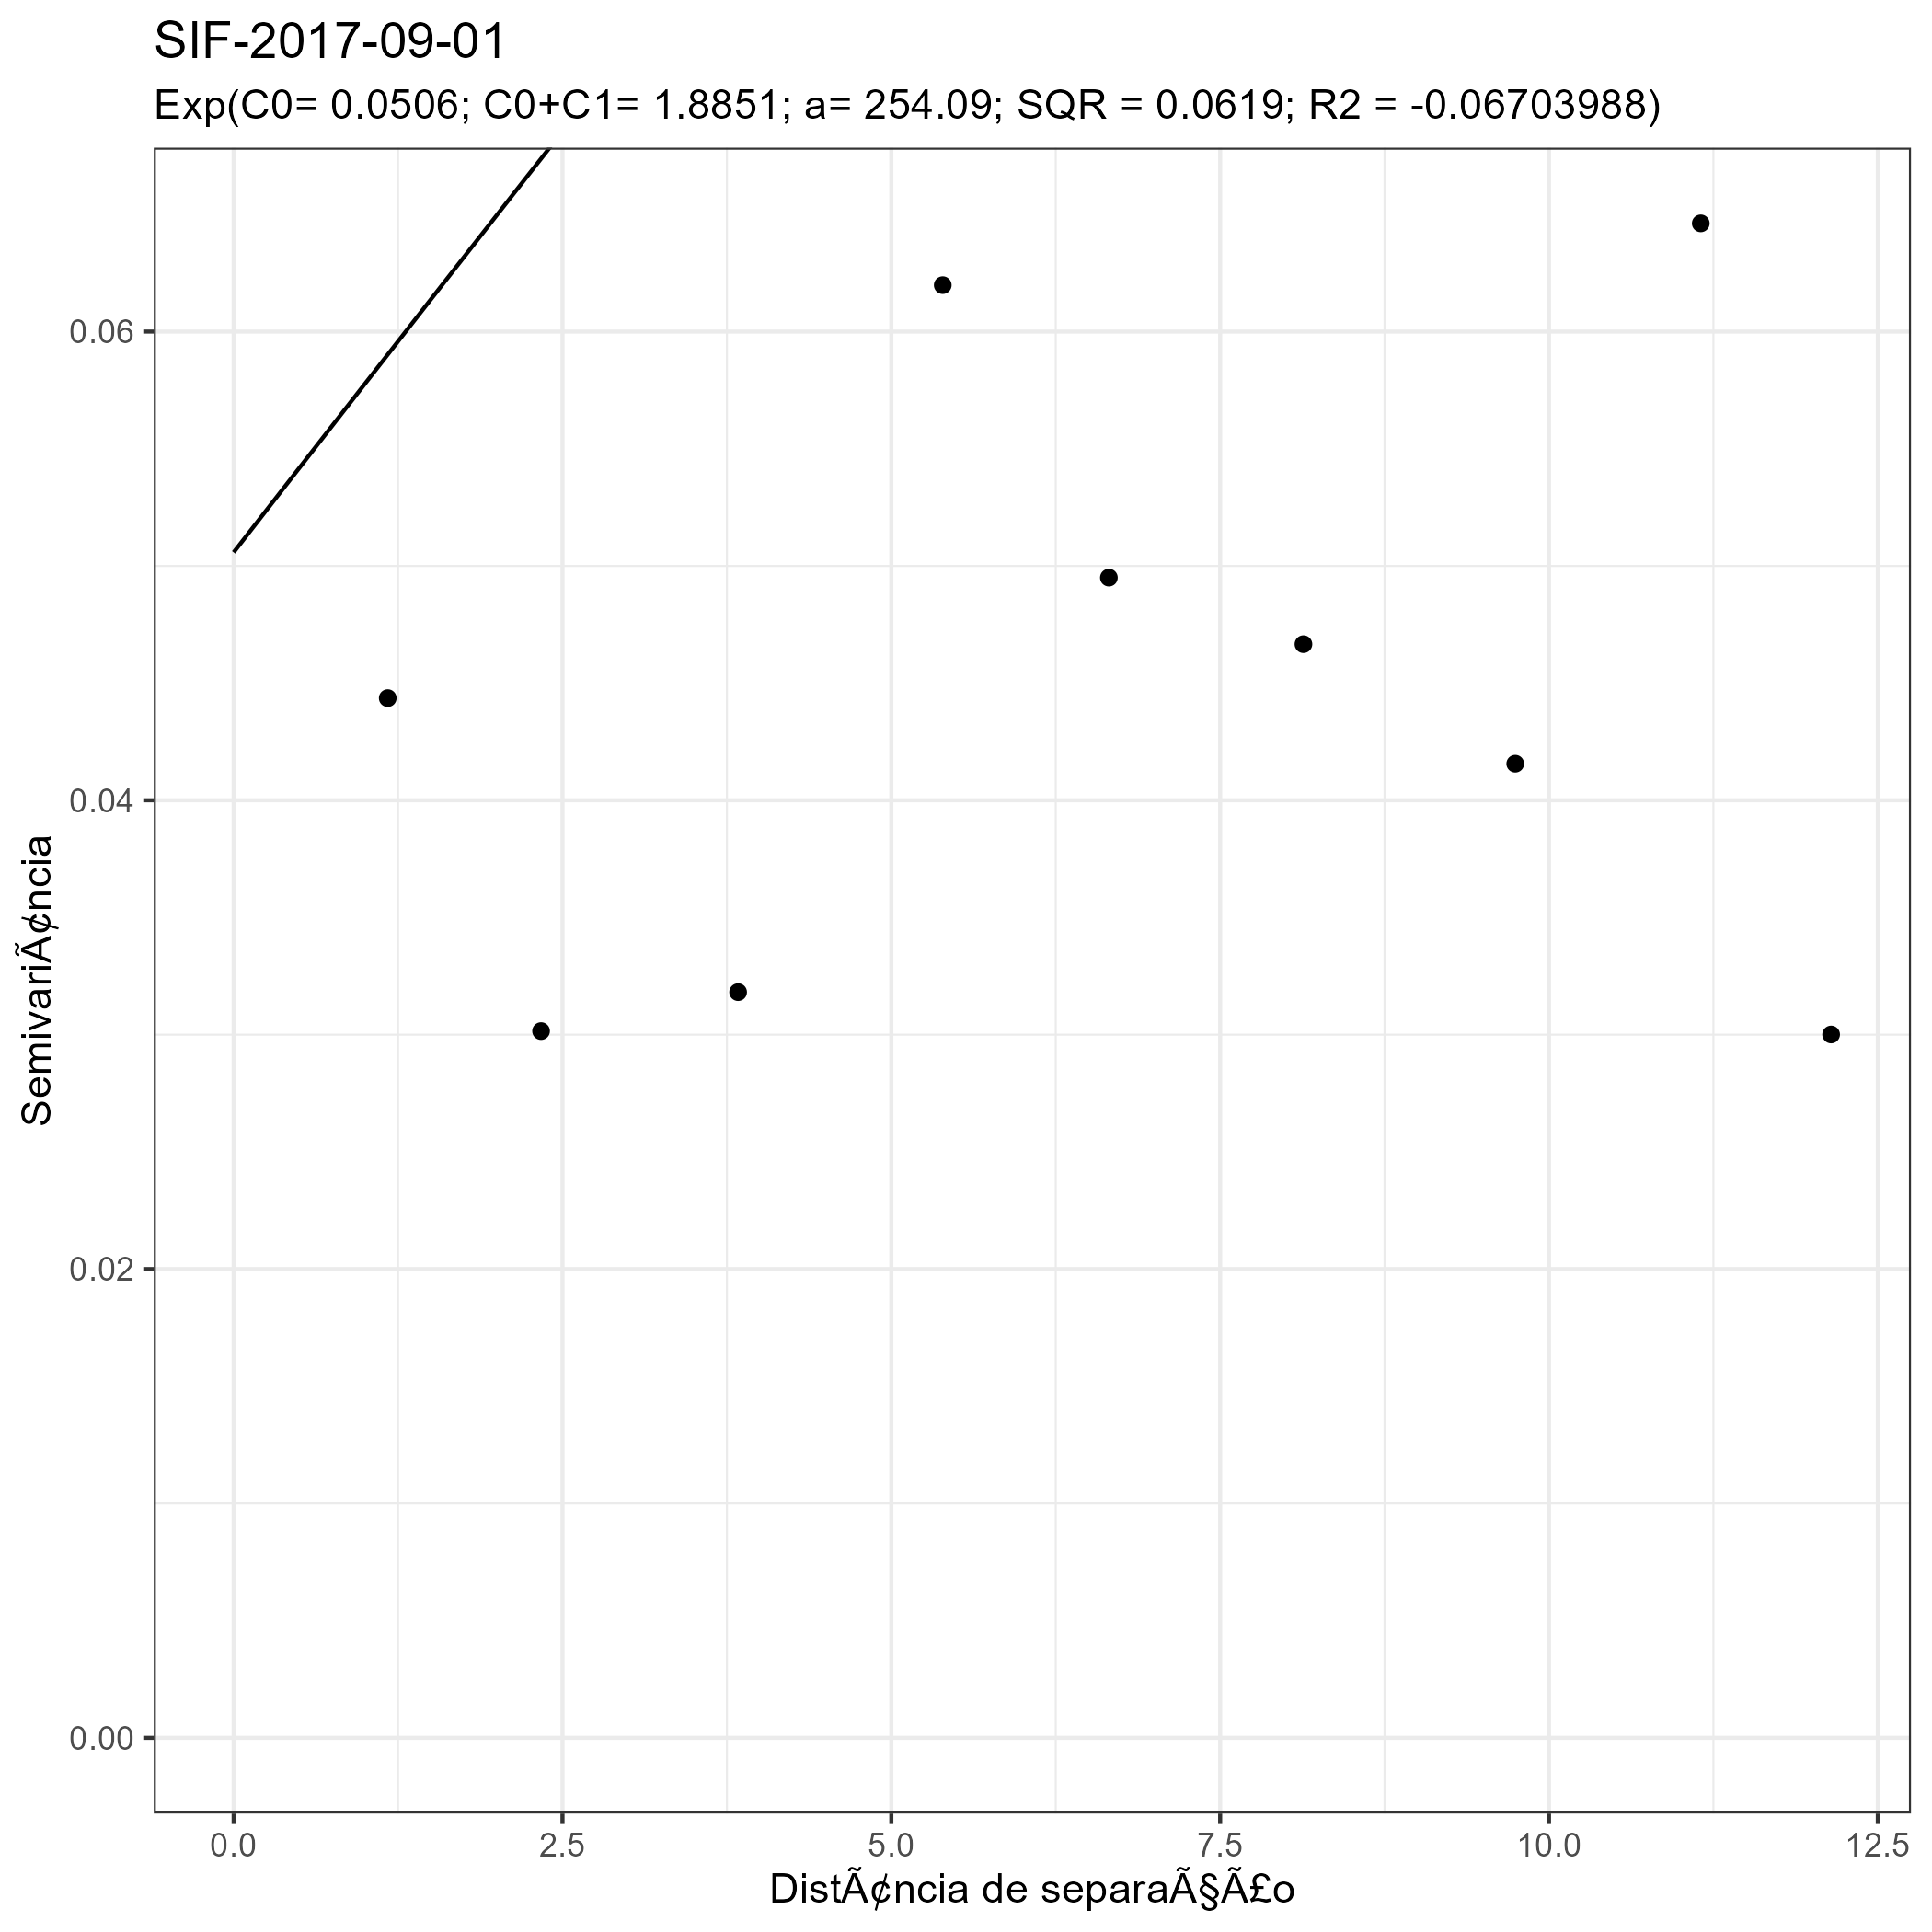 SIF-2017-09-01
Exp(C0= 0.0506; C0+C1= 1.8851; a= 254.09; SQR = 0.0619; R2 = -0.06703988)
0.06
0.04
0.02
0.00
SemivariÃ¢ncia
0.0 2.5 5.0 7.5 10.0 12.5
DistÃ¢ncia de separaÃ§Ã£o